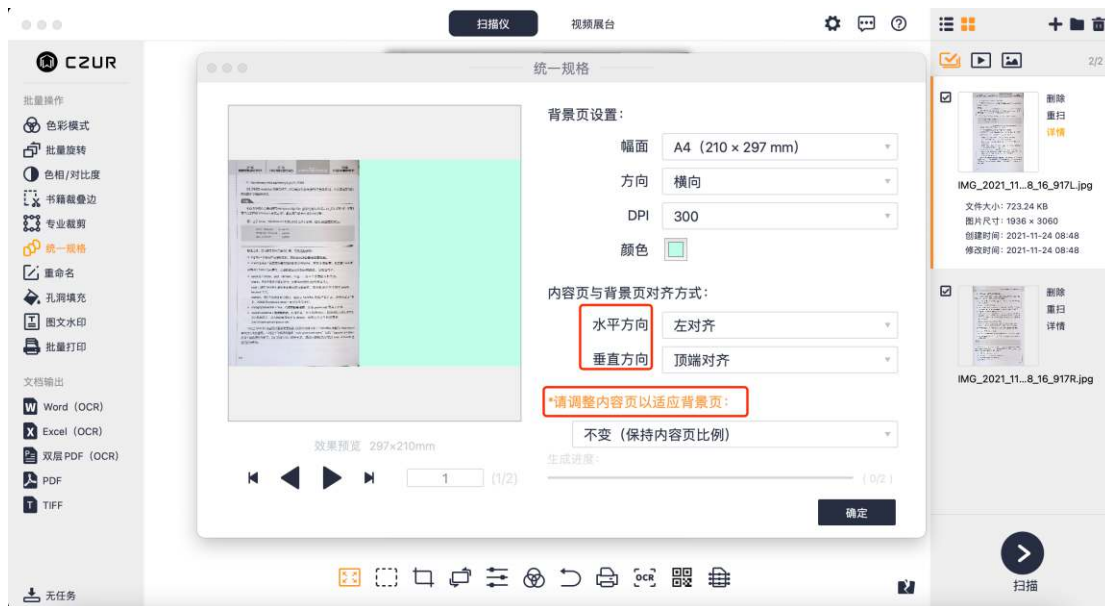 扫描仪
视频展台
CZUR
批量操作
色彩模式
批量旋转
色相/对比度
书籍裁叠边
专业裁剪
统一规格
重命名
孔洞填充
图文水印
批量打印
文档输出
Word (OCR)
Excel (OCR)
双层 PDF (OCR)
PDF
TIFF
无任务
统一规格
背景页设置:
幅面 A4 (210 × 297 mm)
方向 横向
DPI 300
颜色
内容页与背景页对齐方式:
水平方向 左对齐
垂直方向 顶端对齐
*请调整内容页以适应背景页:
不变 (保持内容页比例)
生成进度:
(0/2)
效果预览 297×210mm
1 (1/2)
确定
OCR
2/2
删除
重扫
详情
IMG_2021_11...8_16_917L.jpg
文件大小: 723.24 KB
图片尺寸: 1936 × 3060
创建时间: 2021-11-24 08:48
修改时间: 2021-11-24 08:48
删除
重扫
详情
IMG_2021_11...8_16_917R.jpg
扫描